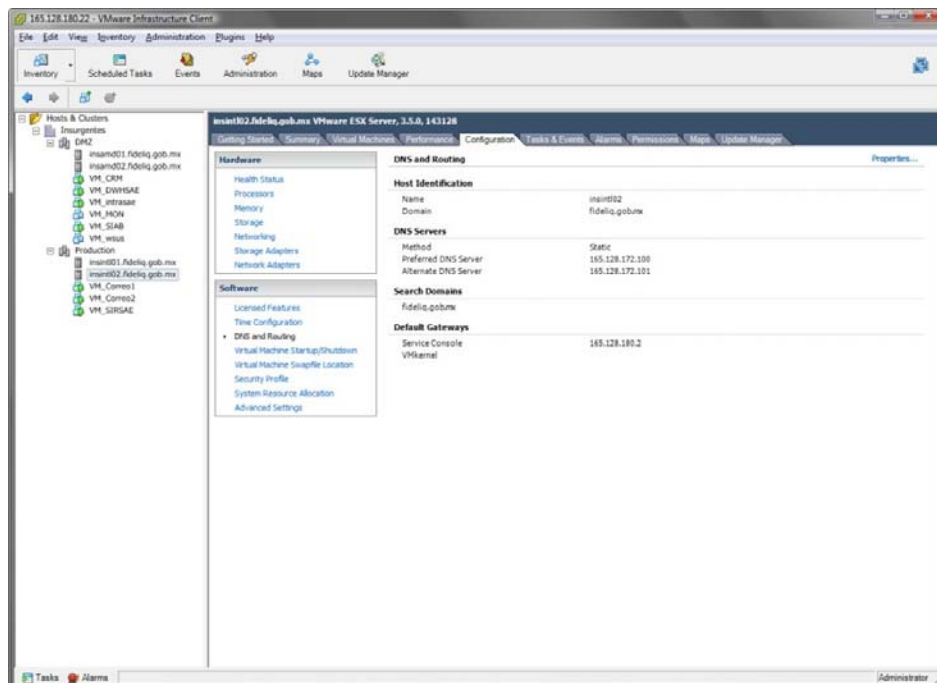 165.128.180.22 - VMware Infrastructure Client
File Edit View Inventory Administration Plugins Help
Inventory Scheduled Tasks Events Administration Maps Update Manager
Hosts & Clusters
Insurgentes
DMZ
insamd01.fideliq.gob.mx
insamd02.fideliq.gob.mx
VM_CRM
VM_DWHSAE
VM_intrasae
VM_MON
VM_SIAB
VM_wsus
Production
insintl01.fideliq.gob.mx
insintl02.fideliq.gob.mx
VM_Correo1
VM_Correo2
VM_SIRSAE
insintl02.fideliq.gob.mx VMware ESX Server, 3.5.0, 143128
Getting Started Summary Virtual Machines Performance Configuration Tasks & Events Alarms Permissions Maps Update Manager
Hardware
Health Status
Processors
Memory
Storage
Networking
Storage Adapters
Network Adapters
Software
Licensed Features
Time Configuration
DNS and Routing
Virtual Machine Startup/Shutdown
Virtual Machine Swapfile Location
Security Profile
System Resource Allocation
Advanced Settings
DNS and Routing Properties...
Host Identification
Name insintl02
Domain fideliq.gob.mx
DNS Servers
Method Static
Preferred DNS Server 165.128.172.100
Alternate DNS Server 165.128.172.101
Search Domains
fideliq.gob.mx
Default Gateways
Service Console 165.128.180.2
VMkernel
Tasks Alarms Administrator